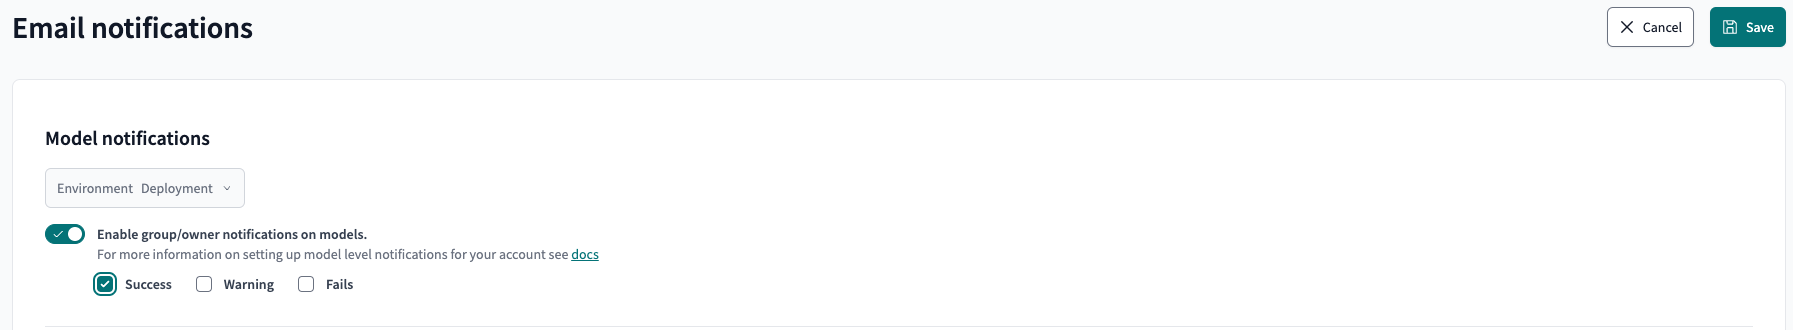 Email notifications
Cancel
Save
Model notifications
Environment Deployment
Enable group/owner notifications on models.
For more information on setting up model level notifications for your account see docs
Success Warning Fails